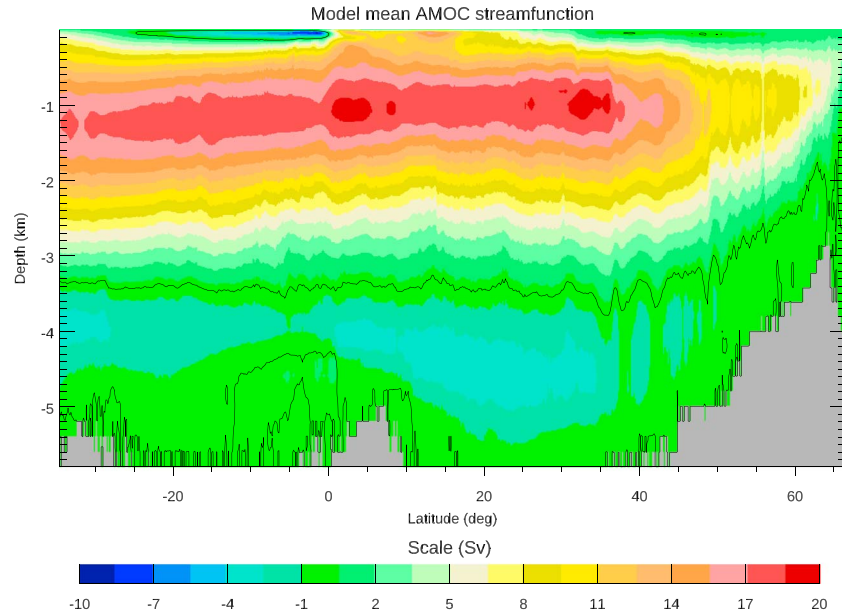 Model mean AMOC streamfunction
-1
-2
-3
-4
-5
Depth (km)
-20 0 20 40 60
Latitude (deg)
Scale (Sv)
-10 -7 -4 -1 2 5 8 11 14 17 20